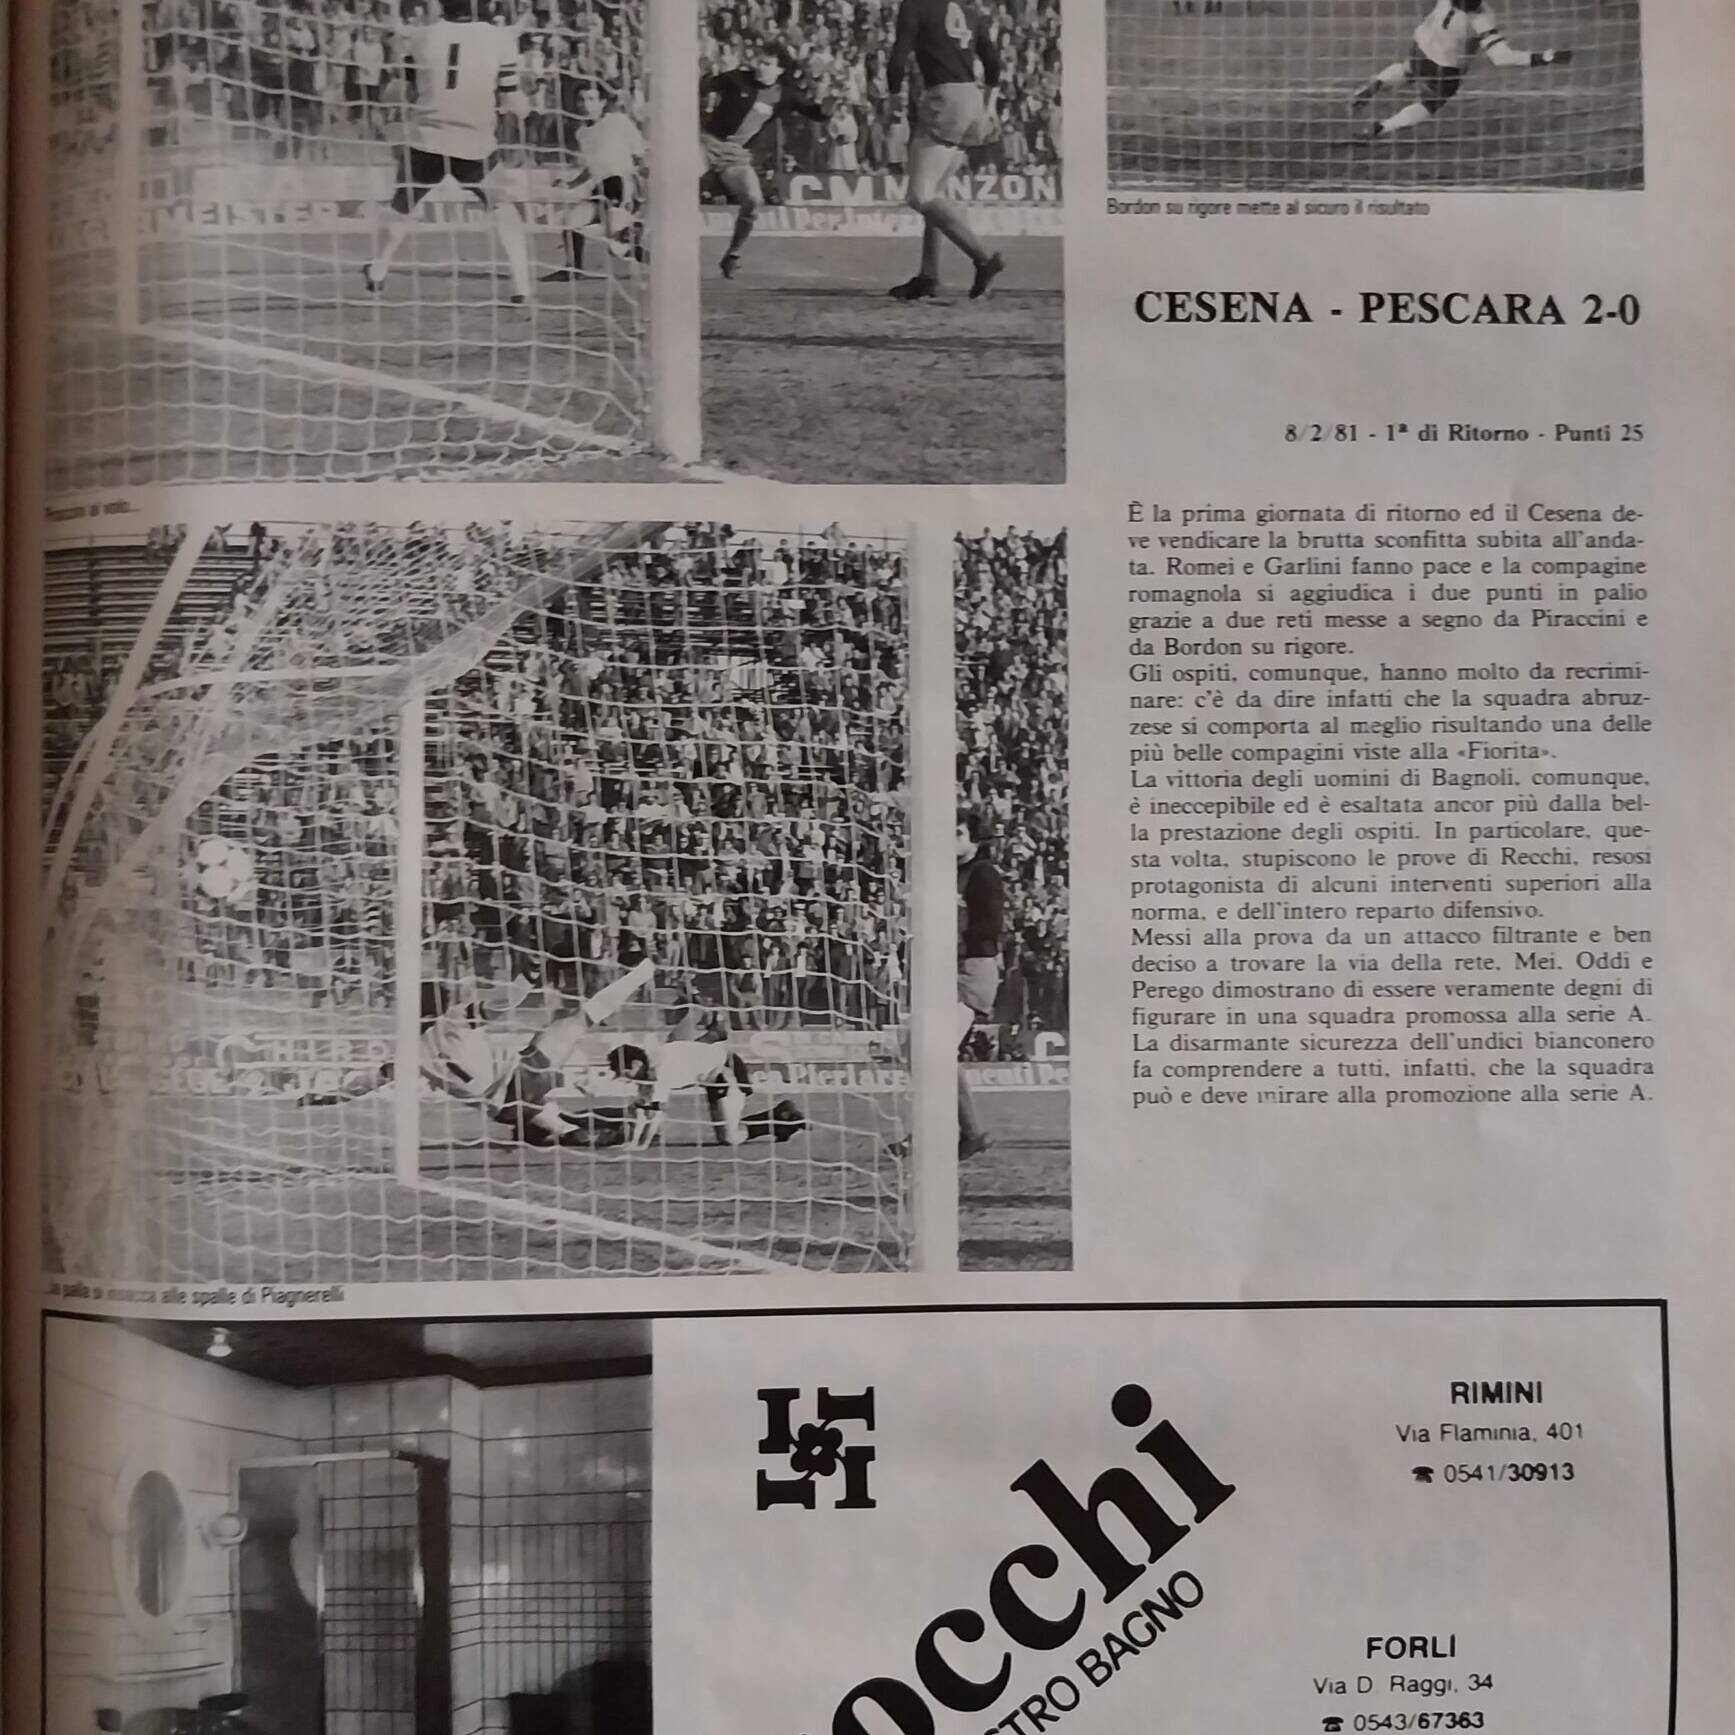 1
4
CM MANZONI
MEISTER
Bordon su rigore mette al sicuro il risultato
CESENA - PESCARA 2-0
8/2/81 - 1ª di Ritorno - Punti 25
al volo...
È la prima giornata di ritorno ed il Cesena de-
ve vendicare la brutta sconfitta subita all'anda-
ta. Romei e Garlini fanno pace e la compagine
romagnola si aggiudica i due punti in palio
grazie a due reti messe a segno da Piraccini e
da Bordon su rigore.
Gli ospiti, comunque, hanno molto da recrimi-
nare: c'è da dire infatti che la squadra abruz-
zese si comporta al meglio risultando una delle
più belle compagini viste alla «Fiorita».
La vittoria degli uomini di Bagnoli, comunque,
è ineccepibile ed è esaltata ancor più dalla bel-
la prestazione degli ospiti. In particolare, que-
sta volta, stupiscono le prove di Recchi, resosi
protagonista di alcuni interventi superiori alla
norma, e dell'intero reparto difensivo.
Messi alla prova da un attacco filtrante e ben
deciso a trovare la via della rete, Mei, Oddi e
Perego dimostrano di essere veramente degni di
figurare in una squadra promossa alla serie A.
La disarmante sicurezza dell'undici bianconero
fa comprendere a tutti, infatti, che la squadra
può e deve mirare alla promozione alla serie A.
la palla si insacca alle spalle di Piagnerelli
RIMINI
Via Flaminia, 401
☎ 0541/30913
occhi
STRO BAGNO
FORLÌ
Via D. Raggi, 34
☎ 0543/67363